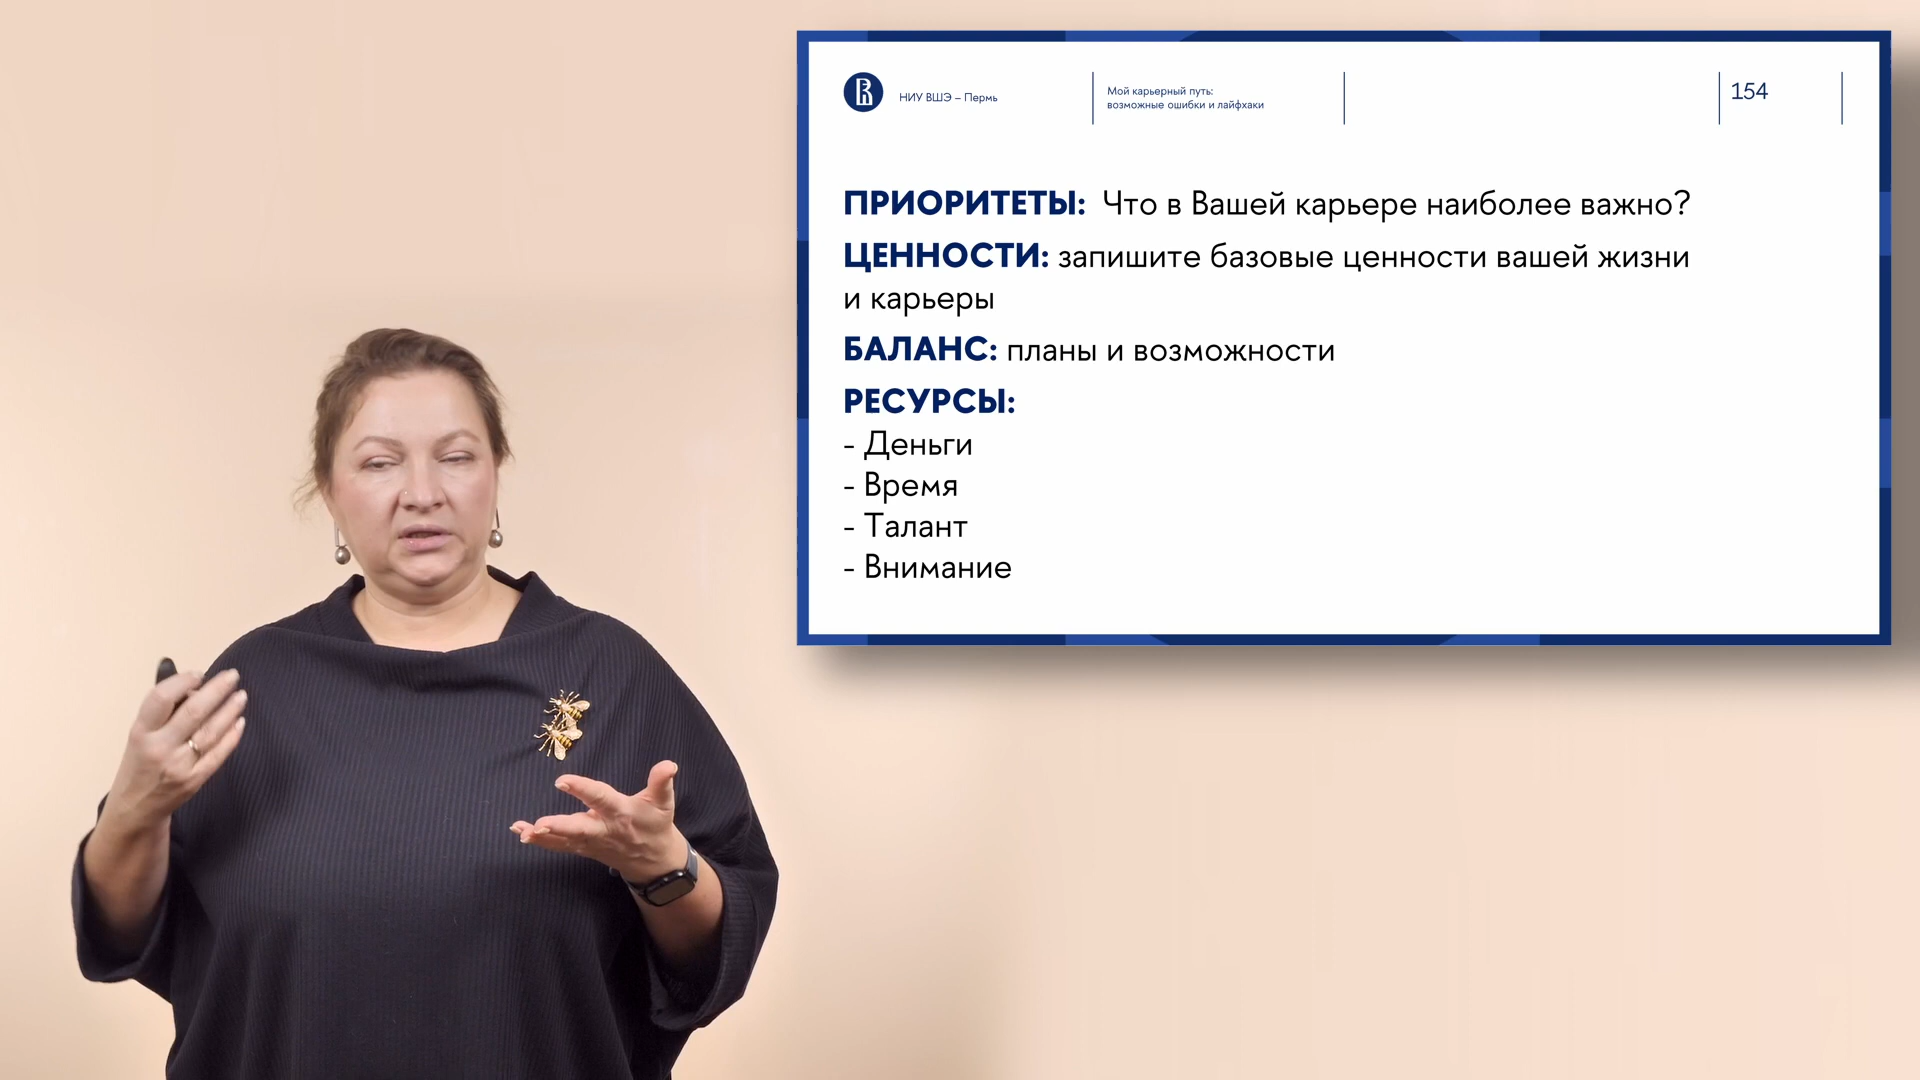 НИУ ВШЭ – Пермь
Мой карьерный путь:
возможные ошибки и лайфхаки
154
ПРИОРИТЕТЫ: Что в Вашей карьере наиболее важно?
ЦЕННОСТИ: запишите базовые ценности вашей жизни
и карьеры
БАЛАНС: планы и возможности
РЕСУРСЫ:
- Деньги
- Время
- Талант
- Внимание